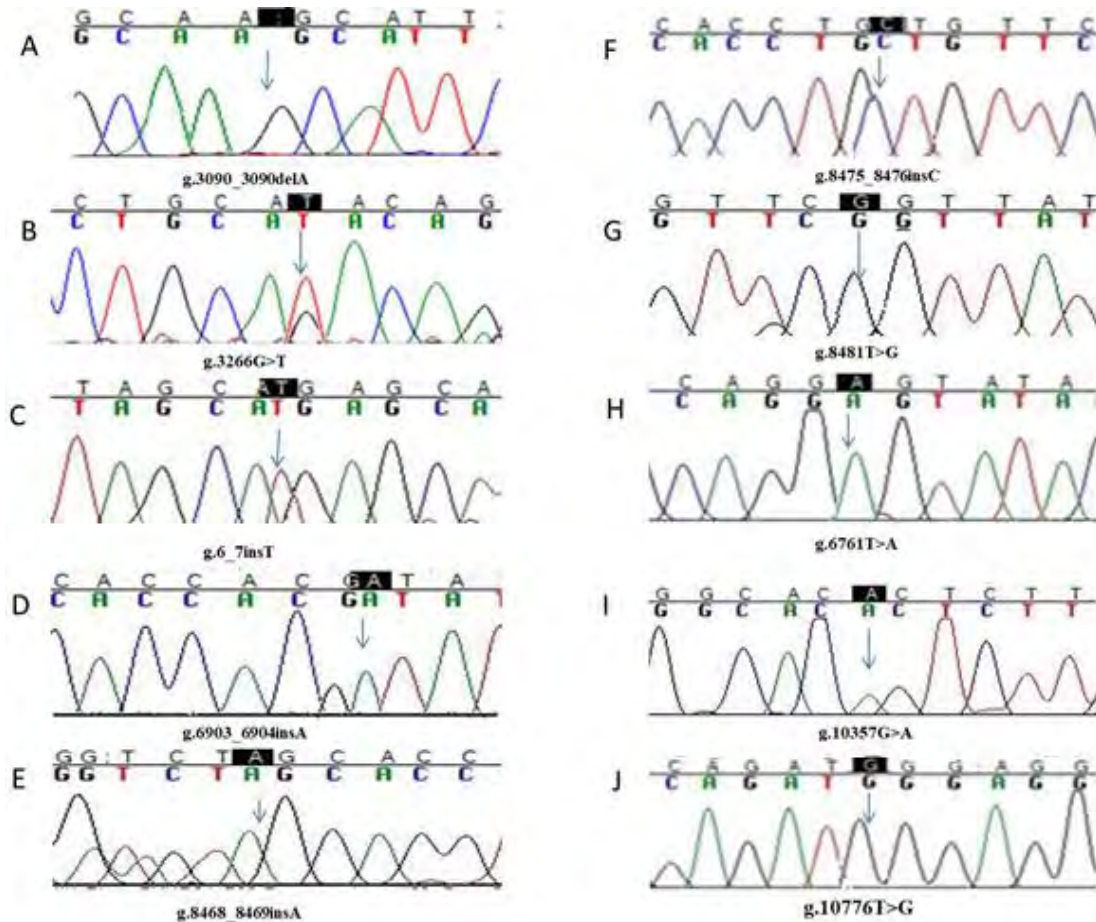 A
G C A A G C A T T
G C A A G C A T T
g.3090_3090delA
B
C T G C A T A C A G
C T G C A T A C A G
g.3266G>T
C
T A G C A T G A G C A
T A G C A T G A G C A
g.6_7insT
D
C A C C A C G A T A
C A C C A C G A T A T
g.6903_6904insA
E
G G : T C T A G C A C C
G G T C T A G C A C C
g.8468_8469insA
F
C A C C T G C T G T T C
C A C C T G C T G T T C
g.8475_8476insC
G
G T T C G G T T A T
G T T C G G T T A T
g.8481T>G
H
C A G G A G T A T A
C A G G A G T A T A
g.6761T>A
I
G G C A C A C T C T T
G G C A C A C T C T T
g.10357G>A
J
C A G A T G G G A G G
C A G A T G G G A G G
g.10776T>G